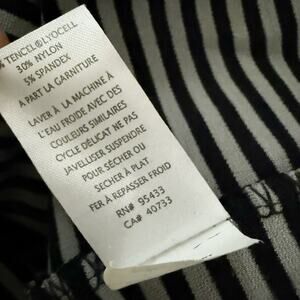 % TENCEL®LYOCELL
30% NYLON
5% SPANDEX
A PART LA GARNITURE
LAVER À LA MACHINE À
L'EAU FROIDE AVEC DES
COULEURS SIMILAIRES
CYCLE DÉLICAT NE PAS
JAVELLISER SUSPENDRE
POUR SÉCHER OU
SÉCHER À PLAT
FER À REPASSER FROID
RN# 95433
CA# 40733